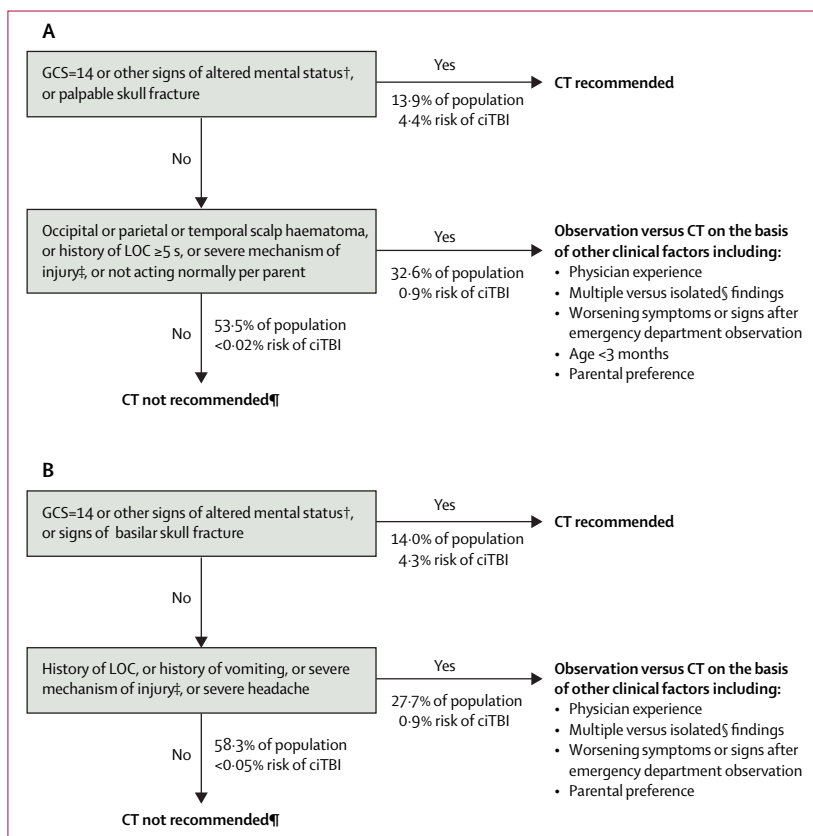 A
GCS=14 or other signs of altered mental status†,
or palpable skull fracture
Yes
13·9% of population
4·4% risk of ciTBI
CT recommended
No
Occipital or parietal or temporal scalp haematoma,
or history of LOC ≥5 s, or severe mechanism of
injury‡, or not acting normally per parent
Yes
32·6% of population
0·9% risk of ciTBI
Observation versus CT on the basis
of other clinical factors including:
• Physician experience
• Multiple versus isolated§ findings
• Worsening symptoms or signs after
emergency department observation
• Age <3 months
• Parental preference
No
53·5% of population
<0·02% risk of ciTBI
CT not recommended¶
B
GCS=14 or other signs of altered mental status†,
or signs of basilar skull fracture
Yes
14·0% of population
4·3% risk of ciTBI
CT recommended
No
History of LOC, or history of vomiting, or severe
mechanism of injury‡, or severe headache
Yes
27·7% of population
0·9% risk of ciTBI
Observation versus CT on the basis
of other clinical factors including:
• Physician experience
• Multiple versus isolated§ findings
• Worsening symptoms or signs after
emergency department observation
• Parental preference
No
58·3% of population
<0·05% risk of ciTBI
CT not recommended¶